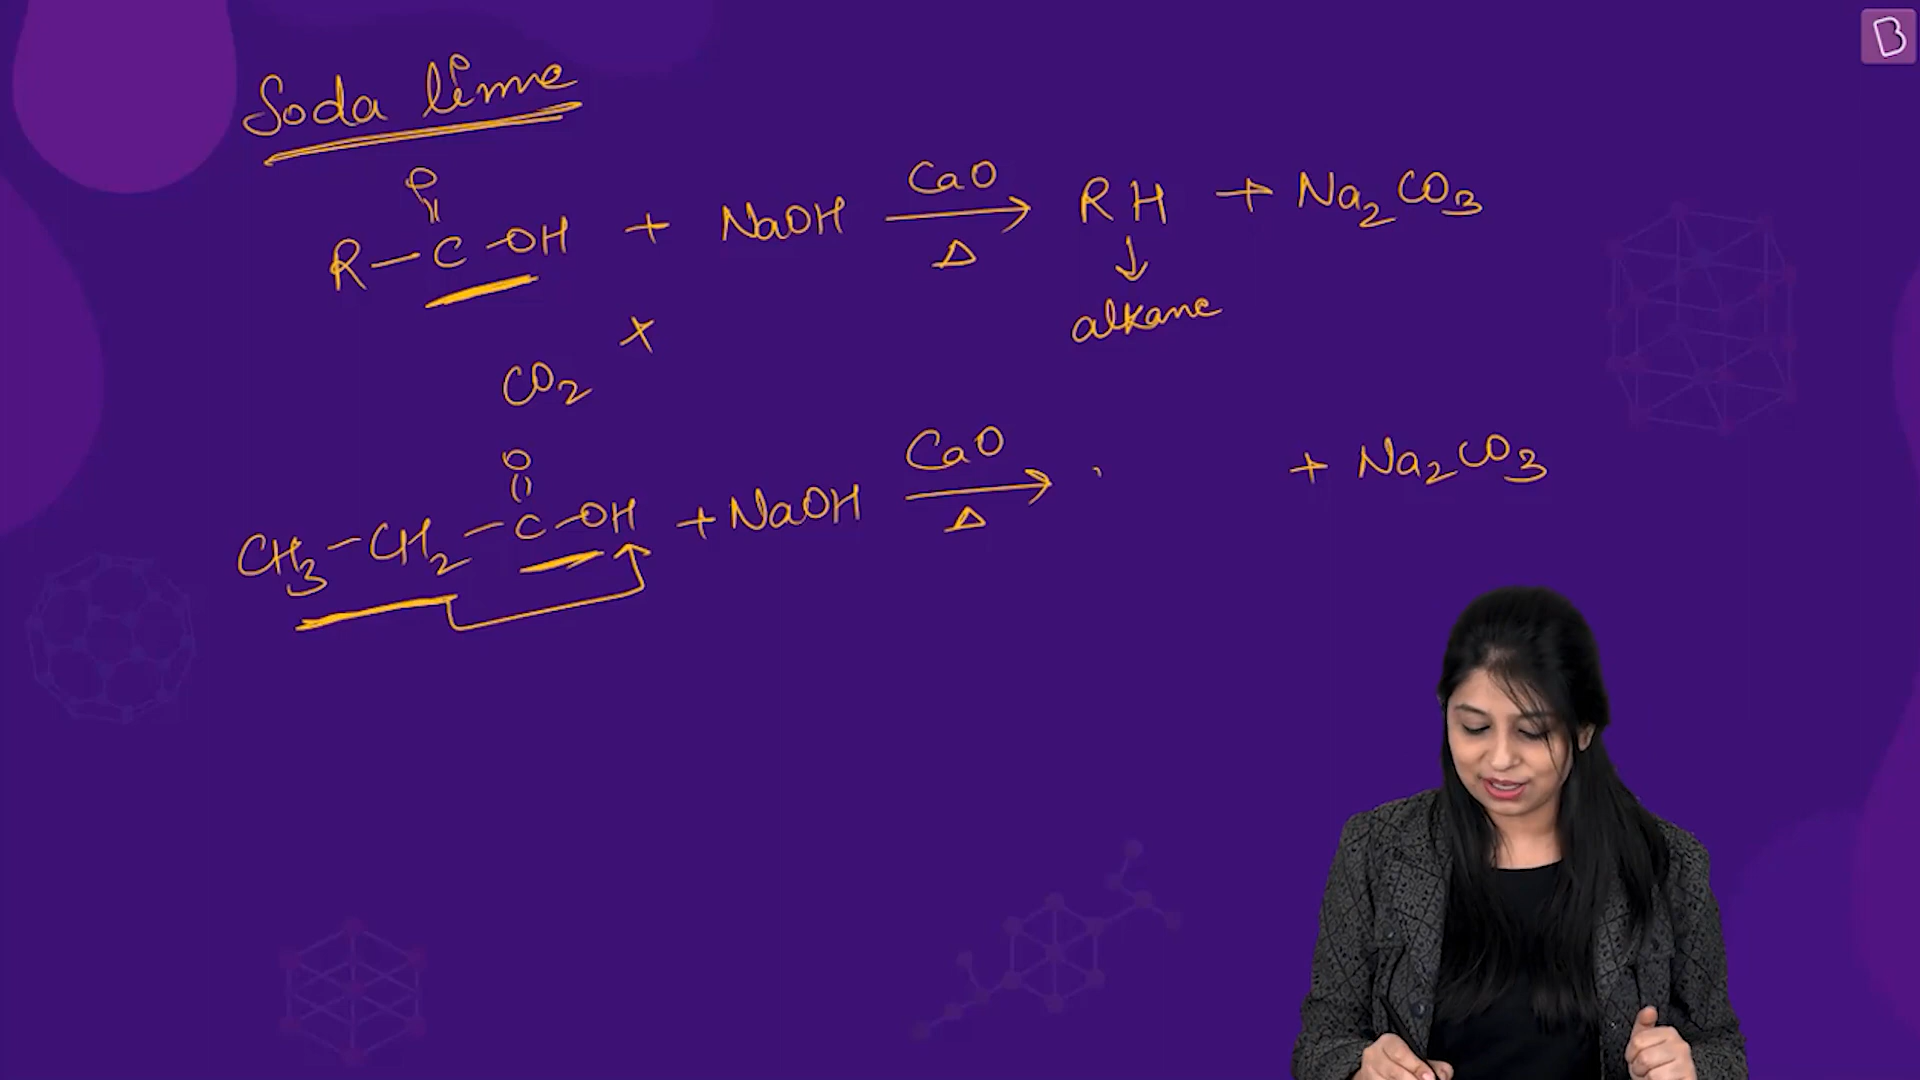 Soda lime
O
||
R-C-OH + NaOH CaO → Δ RH + Na2CO3
↓
alkane
+
CO2
O
||
CH3-CH2-C-OH + NaOH CaO → Δ + Na2CO3
B